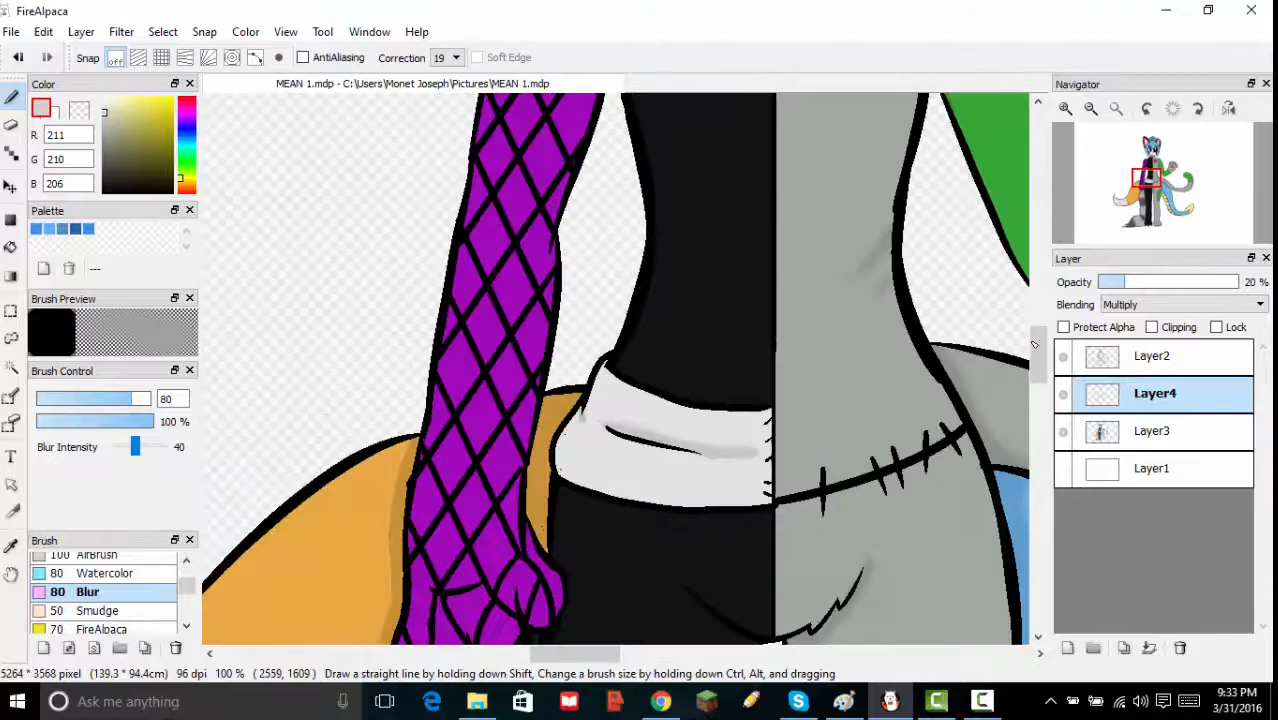 FireAlpaca
File Edit Layer Filter Select Snap Color View Tool Window Help
Snap off AntiAliasing Correction 19 Soft Edge
Color
MEAN 1.mdp - C:\Users\Monet Joseph\Pictures\MEAN 1.mdp
Navigator
R 211
G 210
B 206
Palette
---
Brush Preview
Layer
Opacity 20 %
Blending Multiply
Protect Alpha Clipping Lock
Layer2
Brush Control
80
Layer4
100 %
Layer3
Blur Intensity 40
Layer1
Brush
100 AirBrush
80 Watercolor
80 Blur
50 Smudge
70 FireAlpaca
5264 * 3568 pixel (139.3 * 94.4cm) 96 dpi 100 % ( 2559, 1609 ) Draw a straight line by holding down Shift, Change a brush size by holding down Ctrl, Alt, and dragging
Ask me anything
9:33 PM
3/31/2016